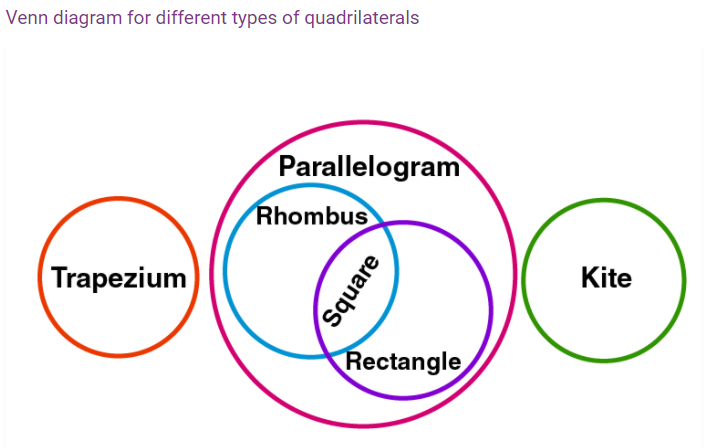 Venn diagram for different types of quadrilaterals
Parallelogram
Rhombus
Trapezium
Square
Kite
Rectangle